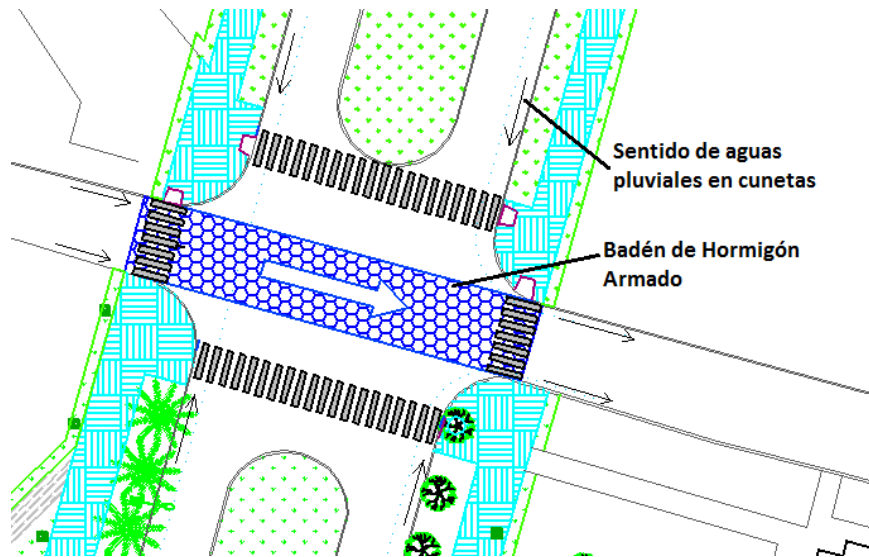 Sentido de aguas
pluviales en cunetas
Badén de Hormigón
Armado